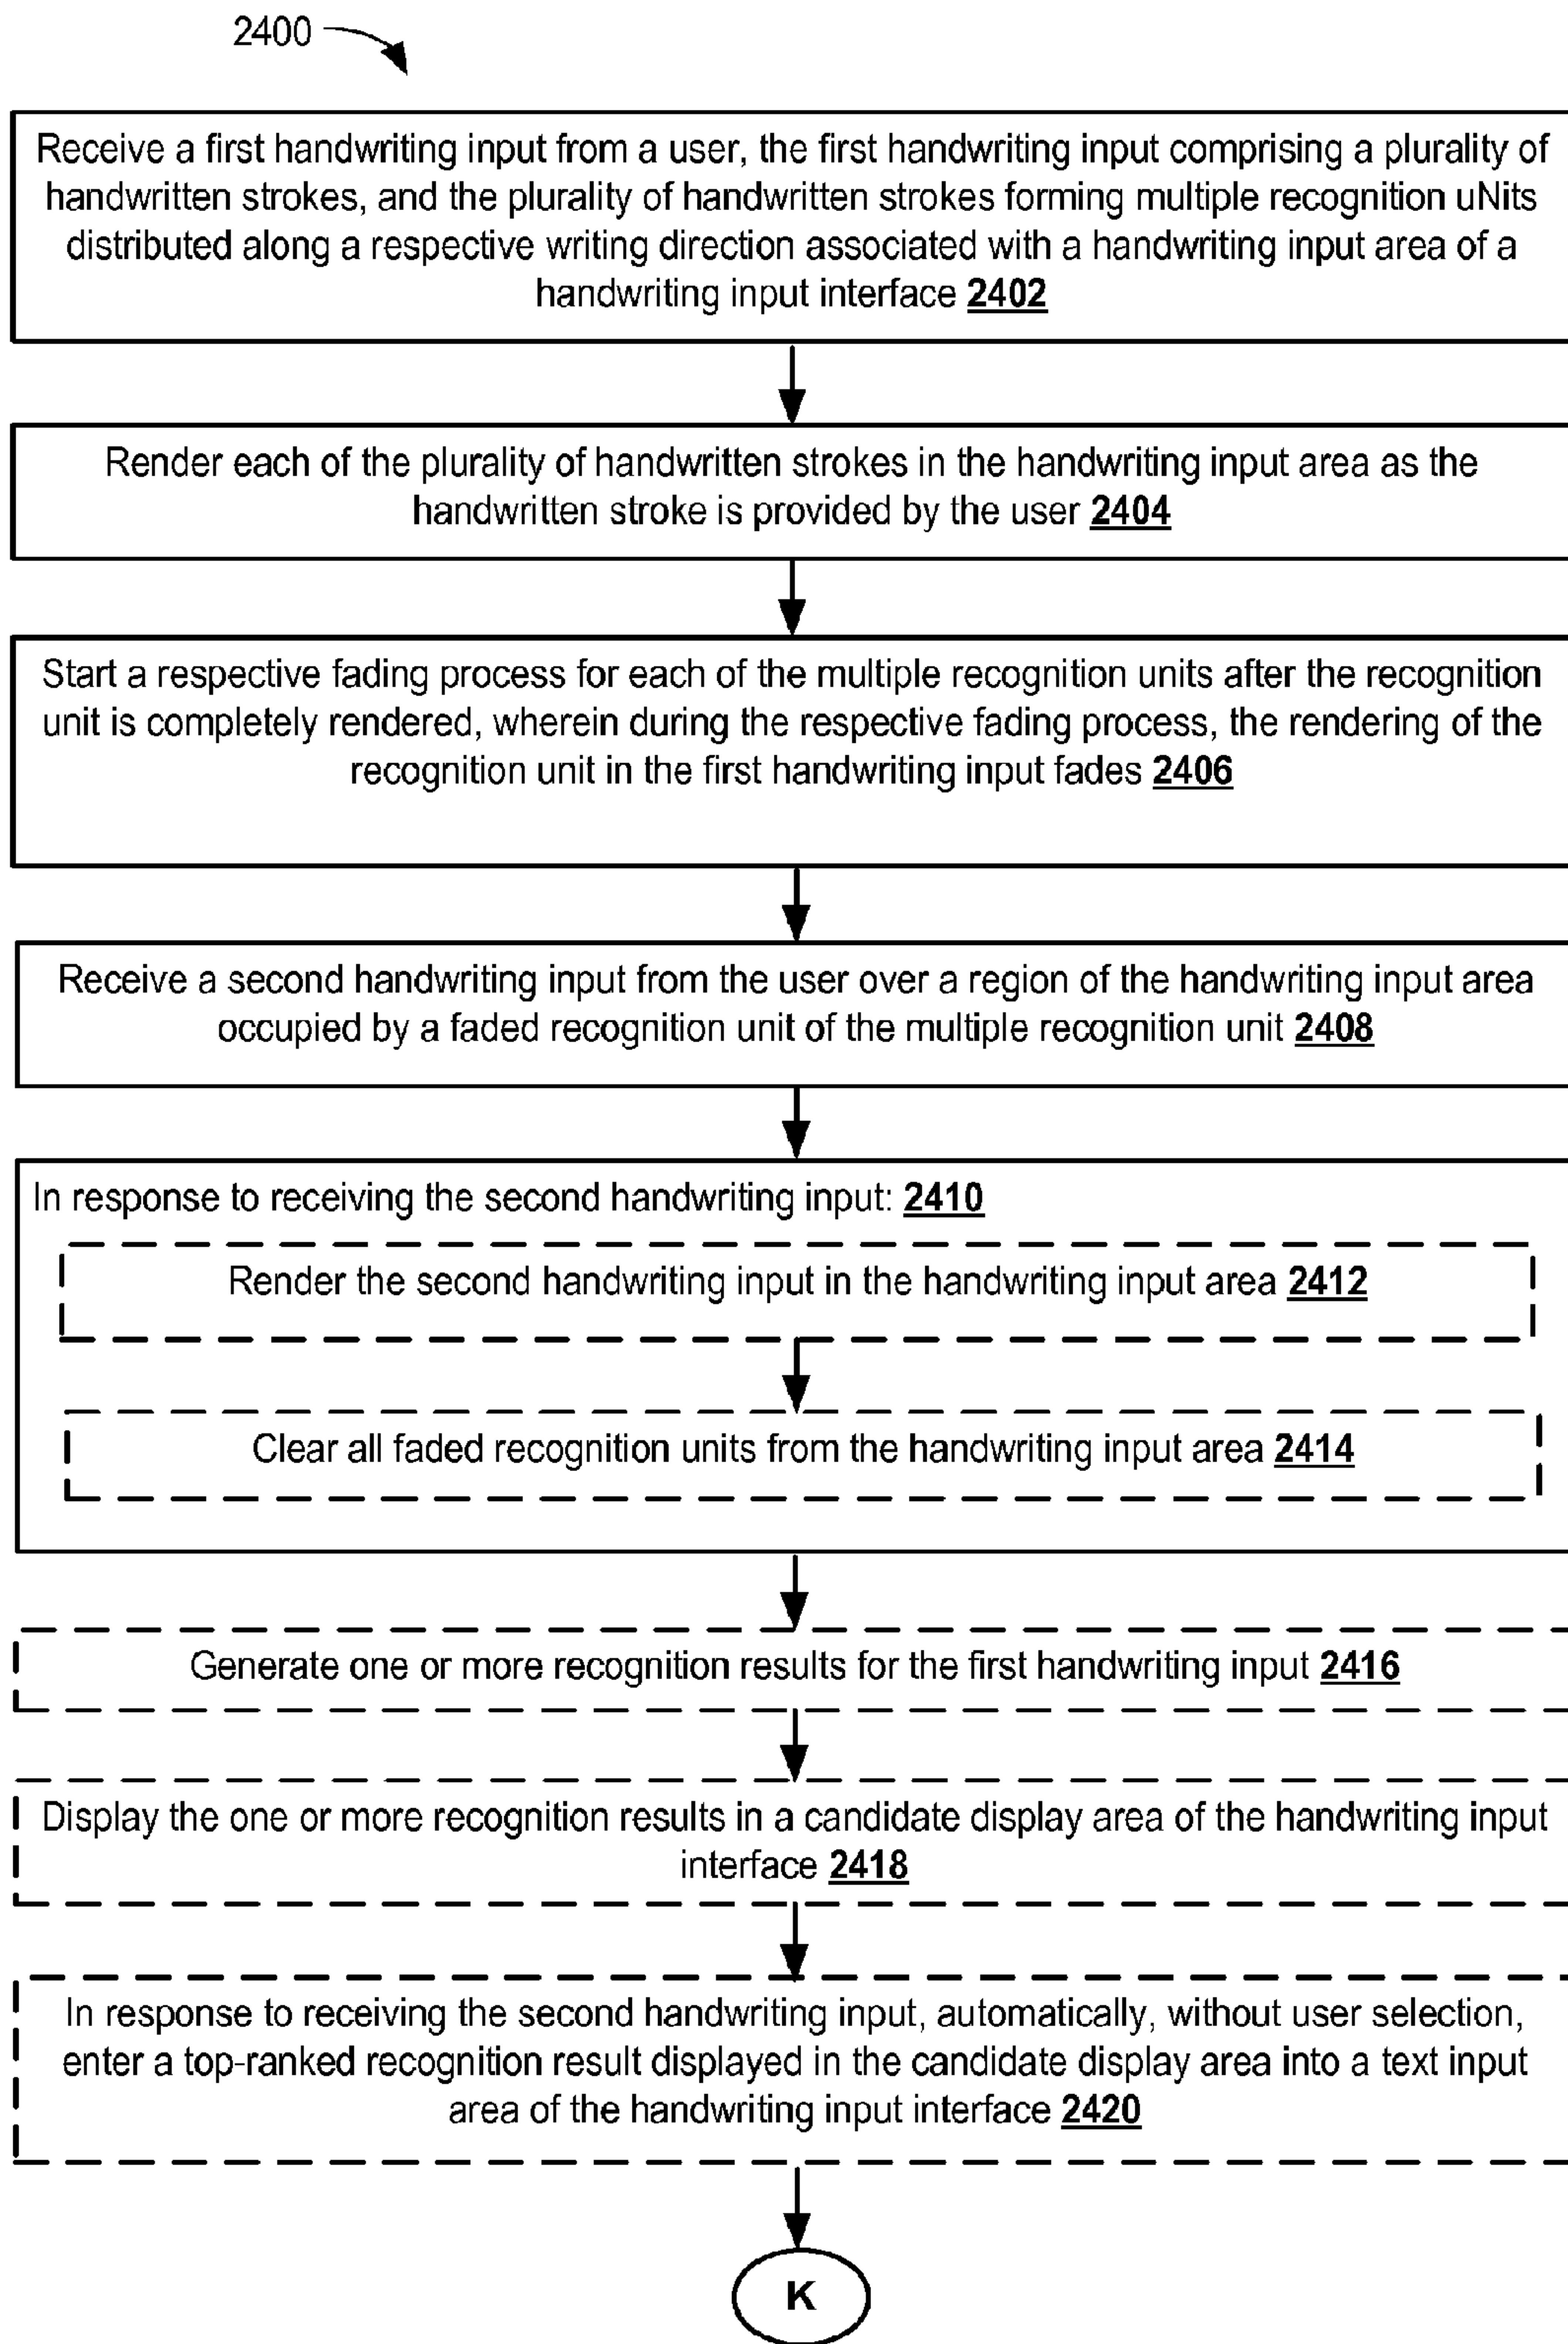 2400
Receive a first handwriting input from a user, the first handwriting input comprising a plurality of
handwritten strokes, and the plurality of handwritten strokes forming multiple recognition uNits
distributed along a respective writing direction associated with a handwriting input area of a
handwriting input interface 2402
Render each of the plurality of handwritten strokes in the handwriting input area as the
handwritten stroke is provided by the user 2404
Start a respective fading process for each of the multiple recognition units after the recognition
unit is completely rendered, wherein during the respective fading process, the rendering of the
recognition unit in the first handwriting input fades 2406
Receive a second handwriting input from the user over a region of the handwriting input area
occupied by a faded recognition unit of the multiple recognition unit 2408
In response to receiving the second handwriting input: 2410
Render the second handwriting input in the handwriting input area 2412
Clear all faded recognition units from the handwriting input area 2414
Generate one or more recognition results for the first handwriting input 2416
Display the one or more recognition results in a candidate display area of the handwriting input
interface 2418
In response to receiving the second handwriting input, automatically, without user selection,
enter a top-ranked recognition result displayed in the candidate display area into a text input
area of the handwriting input interface 2420
K